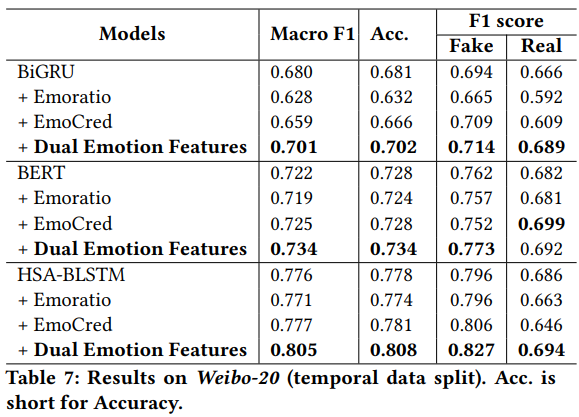 Models Macro F1 Acc. F1 score
Fake Real
BiGRU 0.680 0.681 0.694 0.666
+ Emoratio 0.628 0.632 0.665 0.592
+ EmoCred 0.659 0.666 0.709 0.609
+ Dual Emotion Features 0.701 0.702 0.714 0.689
BERT 0.722 0.728 0.762 0.682
+ Emoratio 0.719 0.724 0.757 0.681
+ EmoCred 0.725 0.728 0.752 0.699
+ Dual Emotion Features 0.734 0.734 0.773 0.692
HSA-BLSTM 0.776 0.778 0.796 0.686
+ Emoratio 0.771 0.774 0.796 0.663
+ EmoCred 0.777 0.781 0.806 0.646
+ Dual Emotion Features 0.805 0.808 0.827 0.694
Table 7: Results on Weibo-20 (temporal data split). Acc. is
short for Accuracy.